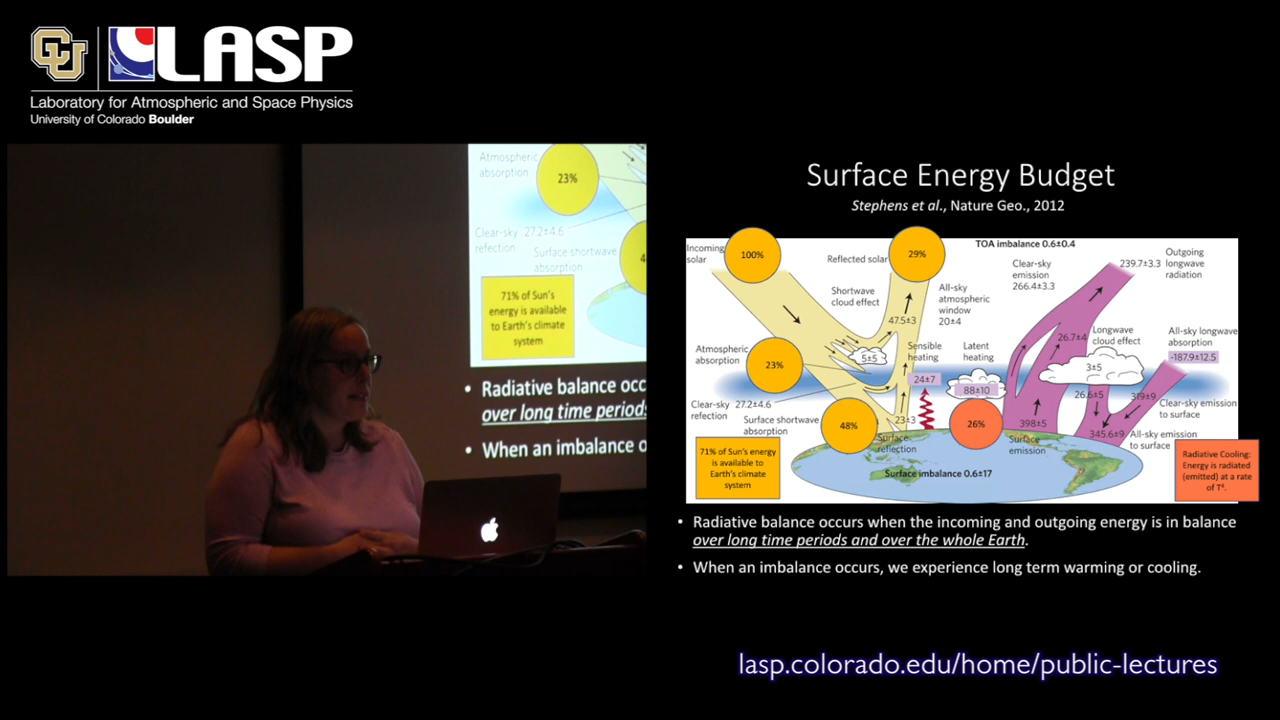 CU
LASP
Laboratory for Atmospheric and Space Physics
University of Colorado Boulder
Atmospheric
absorption
23%
Clear-sky 27.2±4.6
refection
Surface shortwave
absorption
4
71% of Sun's
energy is available
to Earth's climate
system
• Radiative balance occ
over long time periods
• When an imbalance o
Surface Energy Budget
Stephens et al., Nature Geo., 2012
Incoming
solar
100%
Reflected solar
29%
TOA imbalance 0.6±0.4
Clear-sky
emission
266.4±3.3
239.7±3.3
Outgoing
longwave
radiation
Shortwave
cloud effect
47.5±3
All-sky
atmospheric
window
20±4
Atmospheric
absorption
23%
5±5
Sensible
heating
24±7
Latent
heating
88±10
26.7±4
Longwave
cloud effect
3±5
All-sky longwave
absorption
-187.9±12.5
Clear-sky 27.2±4.6
reflection
Surface shortwave
absorption
48%
23±3
Surface
reflection
26%
398±5
Surface
emission
26.6±5
319±9
345.6±9
Clear-sky emission
to surface
All-sky emission
to surface
71% of Sun's energy
is available to
Earth's climate
system
Surface imbalance 0.6±17
Radiative Cooling:
Energy is radiated
(emitted) at a rate
of T⁴.
• Radiative balance occurs when the incoming and outgoing energy is in balance
over long time periods and over the whole Earth.
• When an imbalance occurs, we experience long term warming or cooling.
lasp.colorado.edu/home/public-lectures